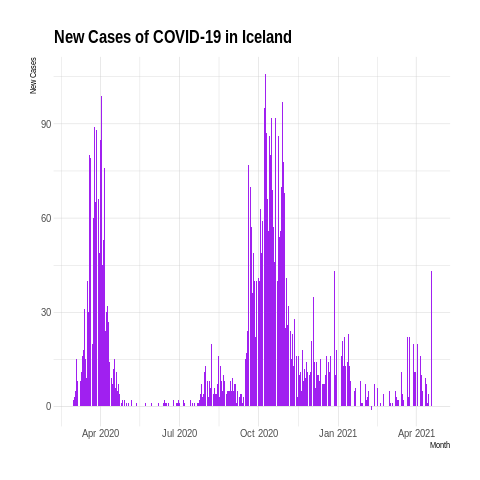 New Cases of COVID-19 in Iceland
New Cases
90
60
30
0
Apr 2020 Jul 2020 Oct 2020 Jan 2021 Apr 2021
Month